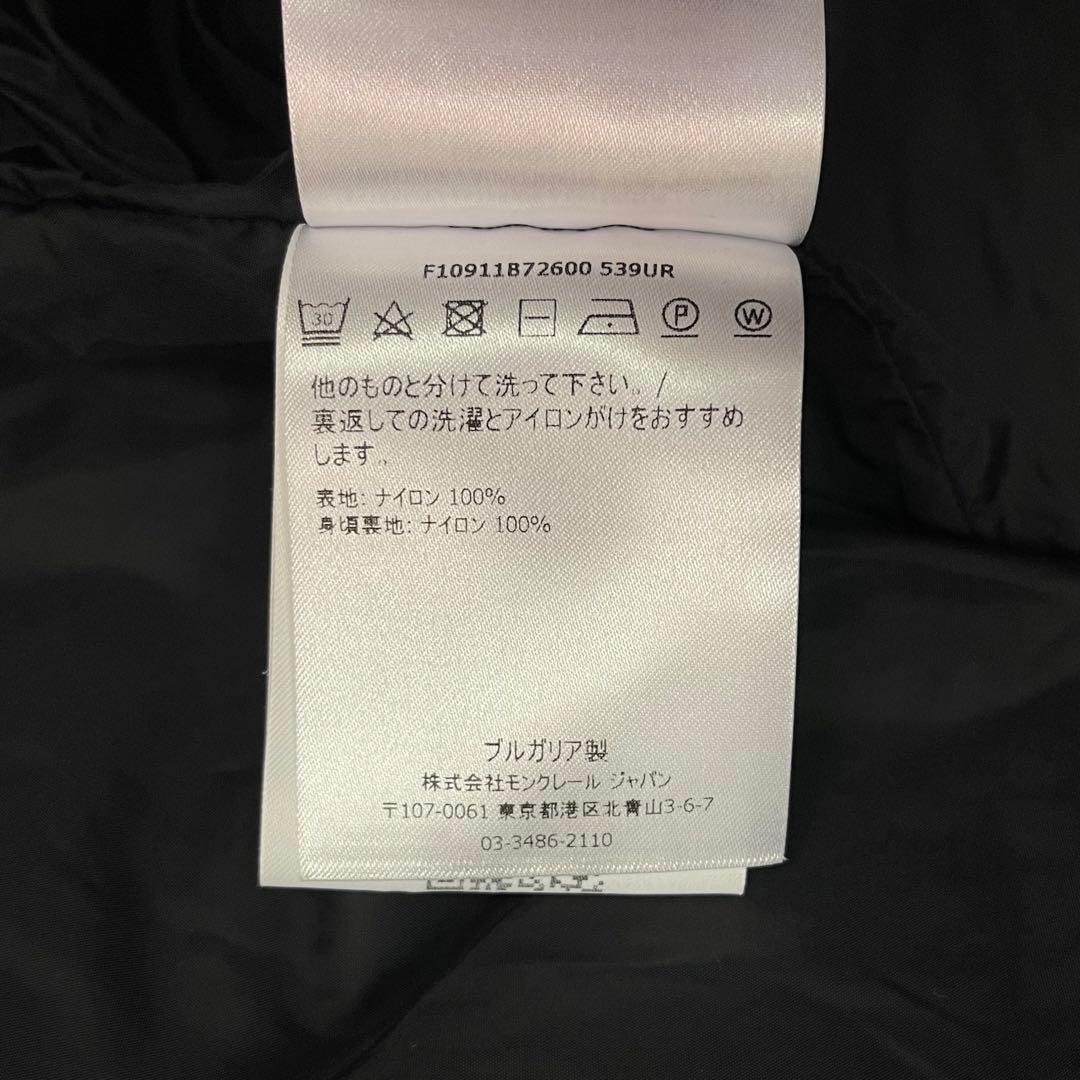 F10911B72600 539UR
30
P W
他のものと分けて洗って下さい。/
裏返しての洗濯とアイロンがけをおすすめ
します。
表地: ナイロン 100%
身頃裏地: ナイロン 100%
ブルガリア製
株式会社モンクレール ジャパン
〒107-0061 東京都港区北青山3-6-7
03-3486-2110